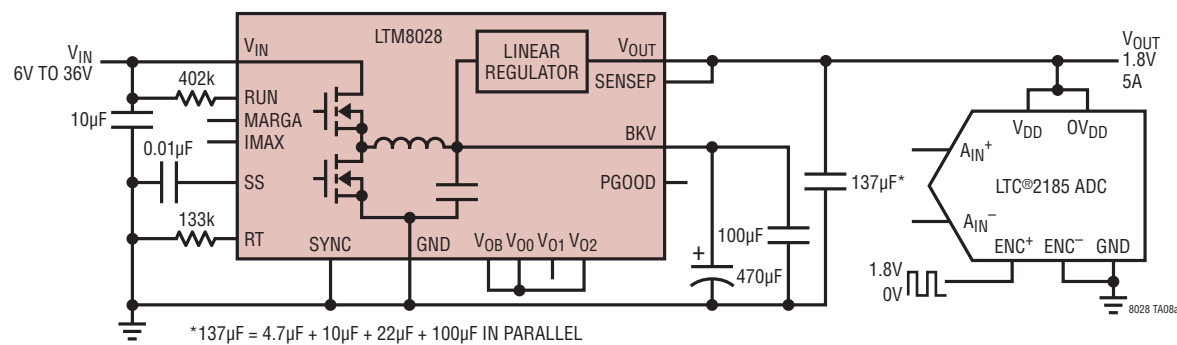 LTM8028
VIN
6V TO 36V
VIN
LINEAR
REGULATOR
VOUT
SENSEP
VOUT
1.8V
5A
402k
RUN
MARGA
IMAX
10µF
0.01µF
SS
133k
RT
SYNC
GND
BKV
PGOOD
VOB VO0 VO1 VO2
100µF
+
470µF
137µF*
VDD
OVDD
AIN+
LTC®2185 ADC
AIN–
ENC+ ENC– GND
1.8V
0V
8028 TA08a
*137µF = 4.7µF + 10µF + 22µF + 100µF IN PARALLEL